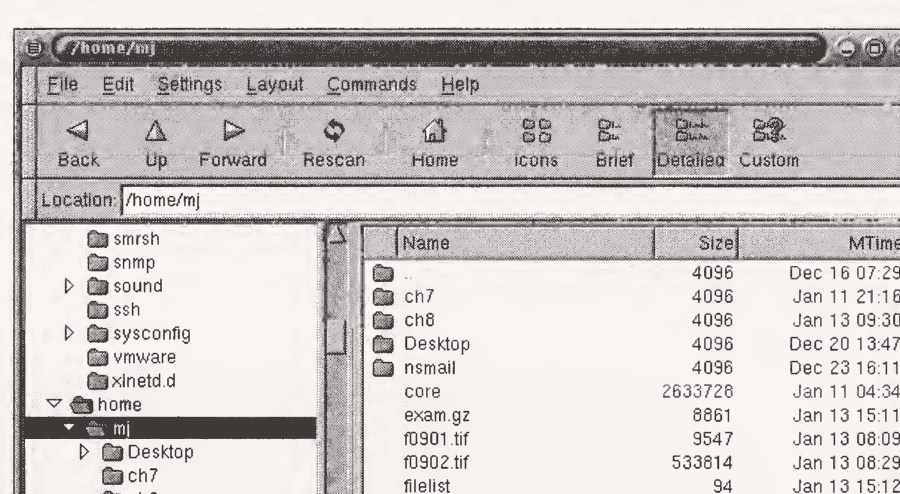 /home/mj
File Edit Settings Layout Commands Help
Back Up Forward Rescan Home Icons Brief Detailed Custom
Location: /home/mj
smrsh
snmp
sound
ssh
sysconfig
vmware
xinetd.d
home
mj
Desktop
ch7
Name Size MTime
.. 4096 Dec 16 07:29
ch7 4096 Jan 11 21:16
ch8 4096 Jan 13 09:30
Desktop 4096 Dec 20 13:47
nsmail 4096 Dec 23 16:11
core 2633728 Jan 11 04:34
exam.gz 8861 Jan 13 15:11
f0901.tif 9547 Jan 13 08:09
f0902.tif 533814 Jan 13 08:29
filelist 94 Jan 13 15:12